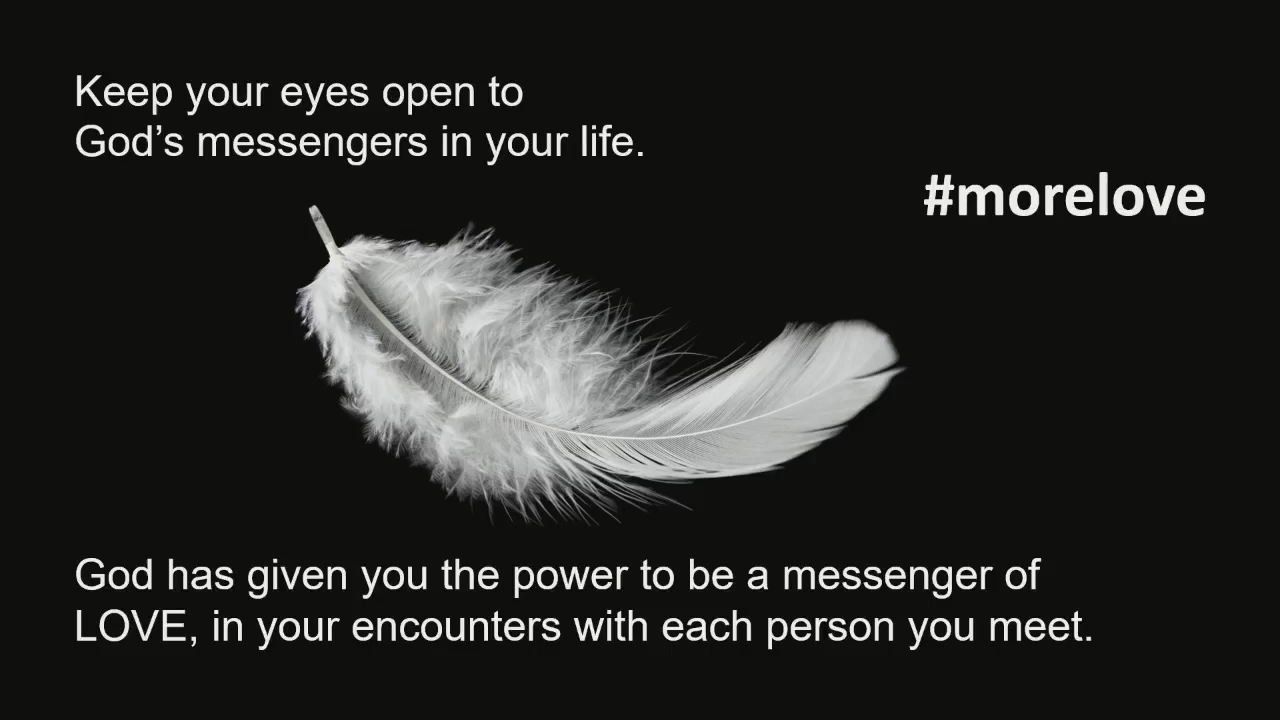 Keep your eyes open to
God’s messengers in your life.
#morelove
God has given you the power to be a messenger of
LOVE, in your encounters with each person you meet.